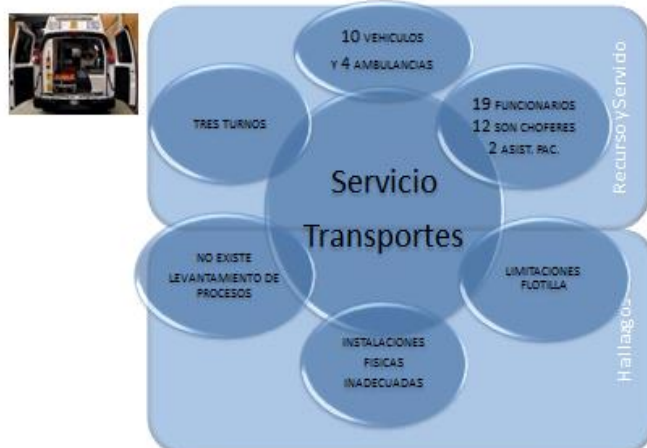 10 VEHICULOS
Y 4 AMBULANCIAS
19 FUNCIONARIOS
12 SON CHOFERES
2 ASIST. PAC.
TRES TURNOS
Servicio
Transportes
NO EXISTE
LEVANTAMIENTO DE
PROCESOS
LIMITACIONES
FLOTILLA
INSTALACIONES
FISICAS
INADECUADAS
Recurso y Servido